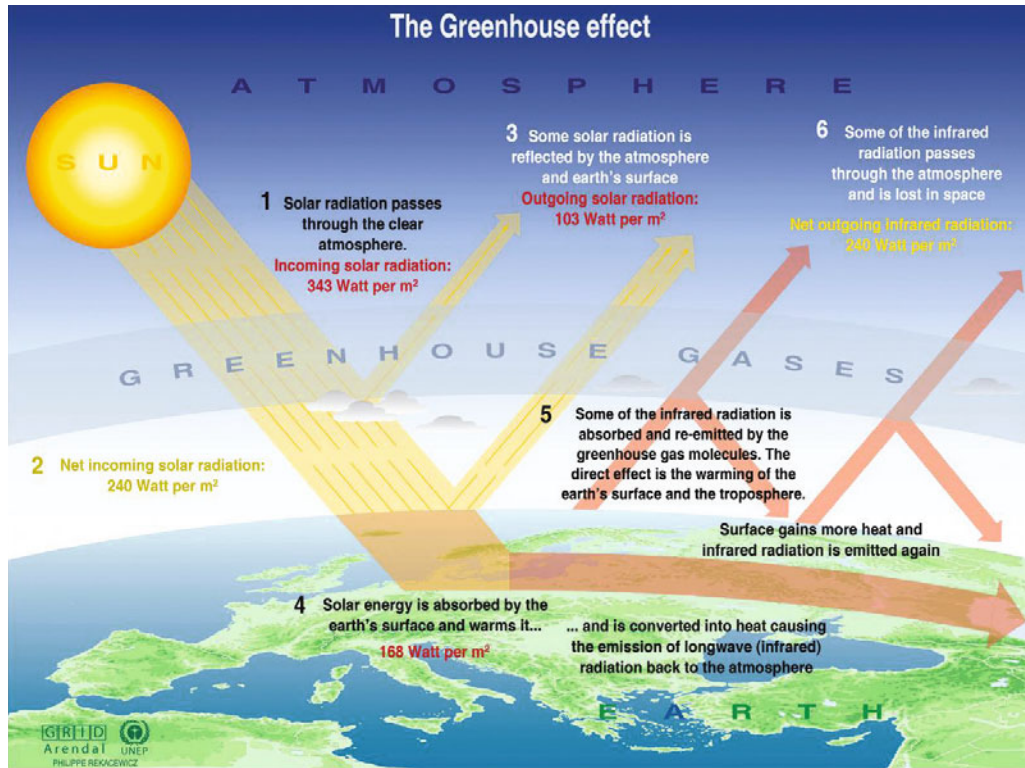 The Greenhouse effect
A T M O S P H E R E
S U N
1 Solar radiation passes
through the clear
atmosphere.
Incoming solar radiation:
343 Watt per m²
3 Some solar radiation is
reflected by the atmosphere
and earth's surface
Outgoing solar radiation:
103 Watt per m²
6 Some of the infrared
radiation passes
through the atmosphere
and is lost in space
Net outgoing infrared radiation:
240 Watt per m²
G R E E N H O U S E G A S E S
2 Net incoming solar radiation:
240 Watt per m²
5 Some of the infrared radiation is
absorbed and re-emitted by the
greenhouse gas molecules. The
direct effect is the warming of the
earth's surface and the troposphere.
Surface gains more heat and
infrared radiation is emitted again
4 Solar energy is absorbed by the
earth's surface and warms it...
168 Watt per m²
... and is converted into heat causing
the emission of longwave (infrared)
radiation back to the atmosphere
E A R T H
G R I D
Arendal UNEP
PHILIPPE REKACEWICZ